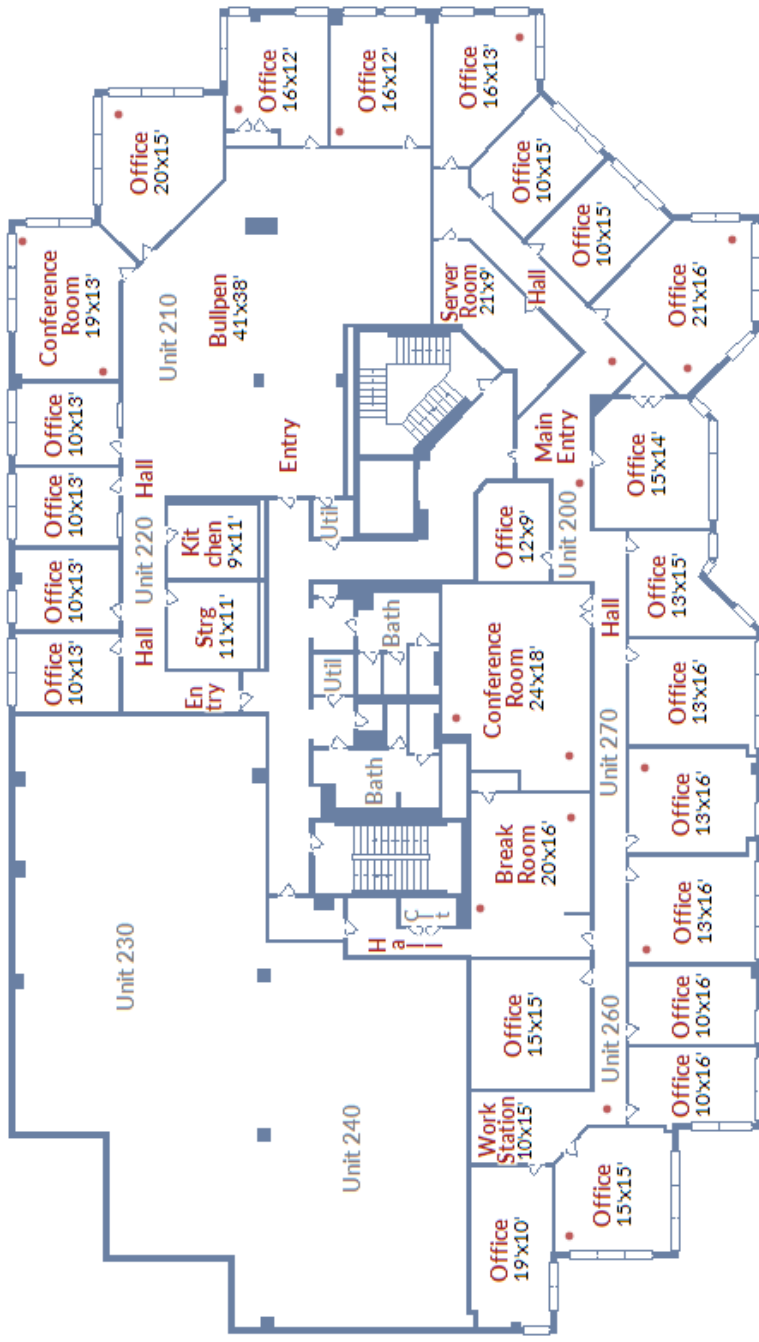 Office
10'x13'
Office
10'x13'
Office
10'x13'
Office
10'x13'
Conference
Room
19'x13'
Unit 230
Hall
Unit 220
Hall
Unit 210
Office
20'x15'
En
try
Strg
11'x11'
Kit
chen
9'x11'
Bullpen
41'x38'
Office
16'x12'
Entry
Util
Util
Office
16'x12'
Unit 240
Bath
Bath
H
a
l
l
C
l
t
Server
Room
21'x9'
Office
16'x13'
Work
Station
10'x15'
Office
15'x15'
Break
Room
20'x16'
Conference
Room
24'x18'
Office
12'x9'
Main
Entry
Hall
Office
10'x15'
Office
19'x10'
Unit 200
Office
10'x15'
Unit 260
Unit 270
Hall
Office
15'x15'
Office
10'x16'
Office
10'x16'
Office
13'x16'
Office
13'x16'
Office
13'x16'
Office
13'x15'
Office
15'x14'
Office
21'x16'